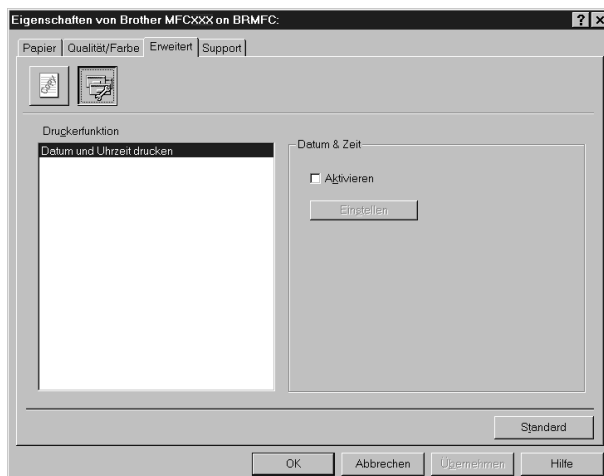 Eigenschaften von Brother MFCXXX on BRMFC:
Papier Qualität/Farbe Erweitert Support
Druckerfunktion
Datum und Uhrzeit drucken
Datum & Zeit
Aktivieren
Einstellen
Standard
OK Abbrechen Übernehmen Hilfe